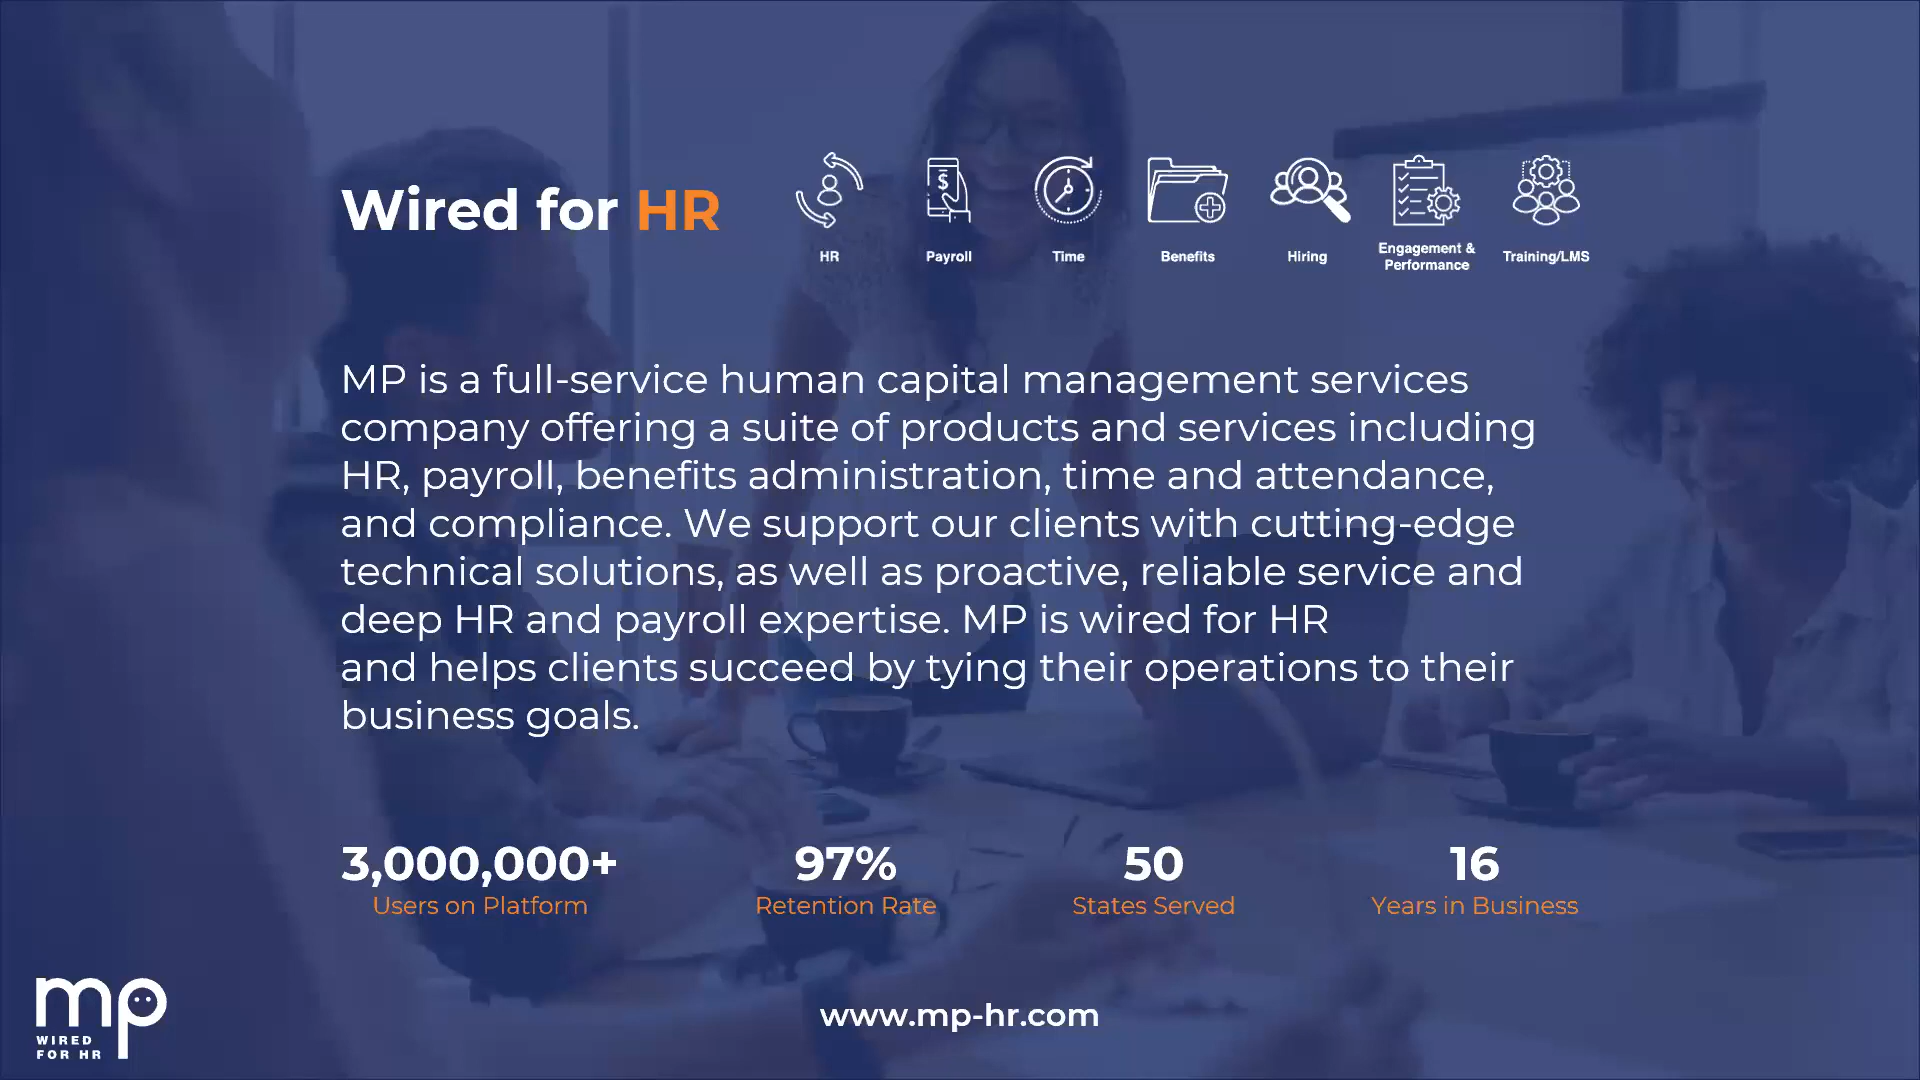 Wired for HR
HR
Payroll
Time
Benefits
Hiring
Engagement &
Performance
Training/LMS
MP is a full-service human capital management services
company offering a suite of products and services including
HR, payroll, benefits administration, time and attendance,
and compliance. We support our clients with cutting-edge
technical solutions, as well as proactive, reliable service and
deep HR and payroll expertise. MP is wired for HR
and helps clients succeed by tying their operations to their
business goals.
3,000,000+
Users on Platform
97%
Retention Rate
50
States Served
16
Years in Business
mp
WIRED
FOR HR
www.mp-hr.com